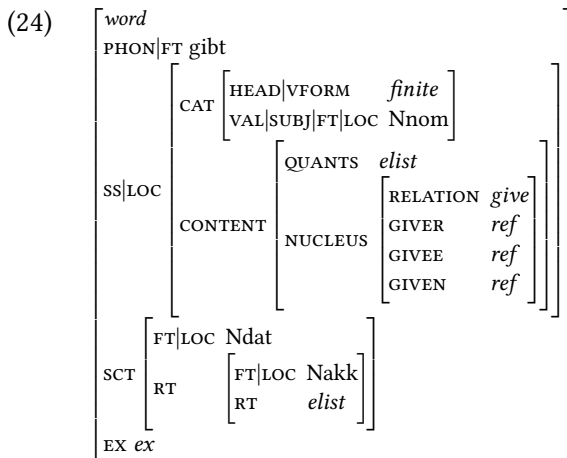 (24)
word
PHON|FT gibt
HEAD|VFORM finite
CAT
VAL|SUBJ|FT|LOC Nnom
QUANTS elist
SS|LOC
RELATION give
CONTENT
GIVER ref
NUCLEUS
GIVEE ref
GIVEN ref
FT|LOC Ndat
SCT
FT|LOC Nakk
RT
RT elist
EX ex